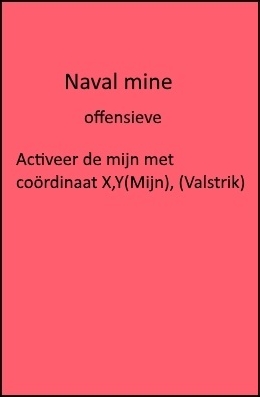 Naval mine
offensieve
Activeer de mijn met
coördinaat X,Y(Mijn), (Valstrik)